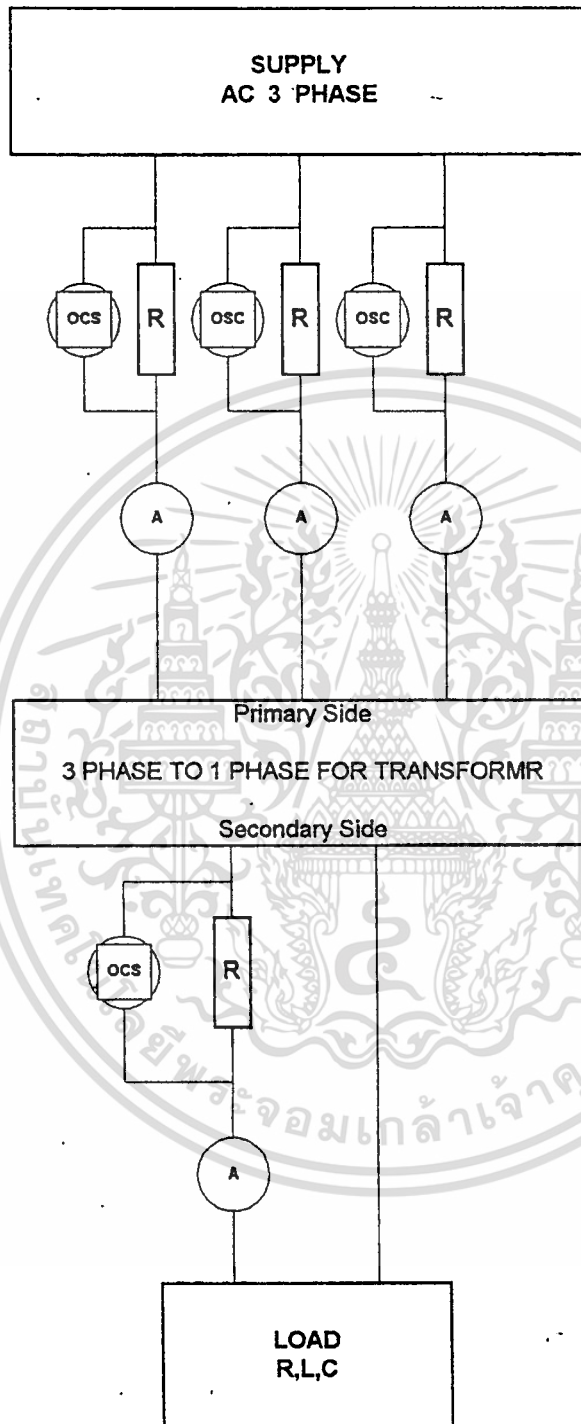 SUPPLY
AC 3 PHASE
OCS
R
OSC
R
OSC
R
A
A
A
Primary Side
3 PHASE TO 1 PHASE FOR TRANSFORMR
Secondary Side
OCS
R
A
LOAD
R,L,C